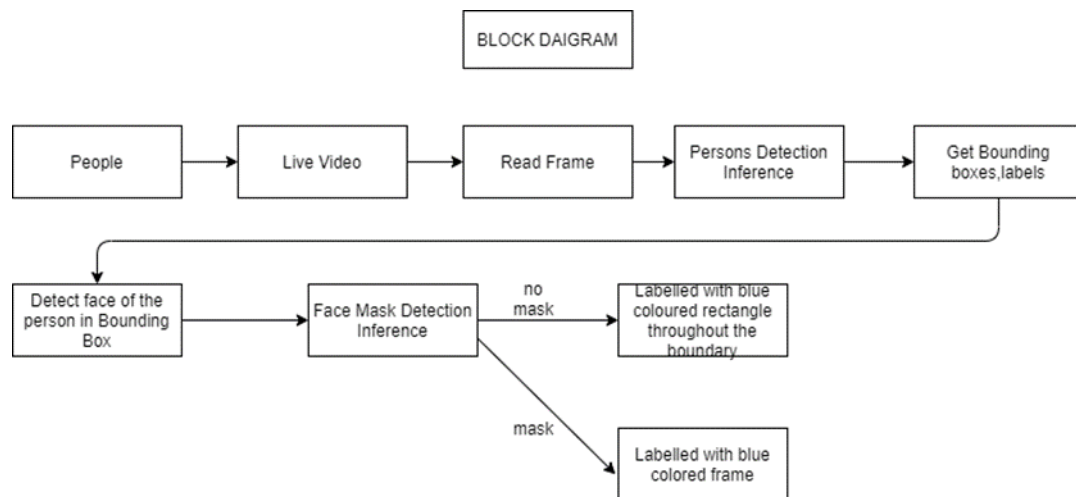 BLOCK DAIGRAM
People
Live Video
Read Frame
Persons Detection
Inference
Get Bounding
boxes,labels
Detect face of the
person in Bounding
Box
Face Mask Detection
Inference
no
mask
Labelled with blue
coloured rectangle
throughout the
boundary
mask
Labelled with blue
colored frame